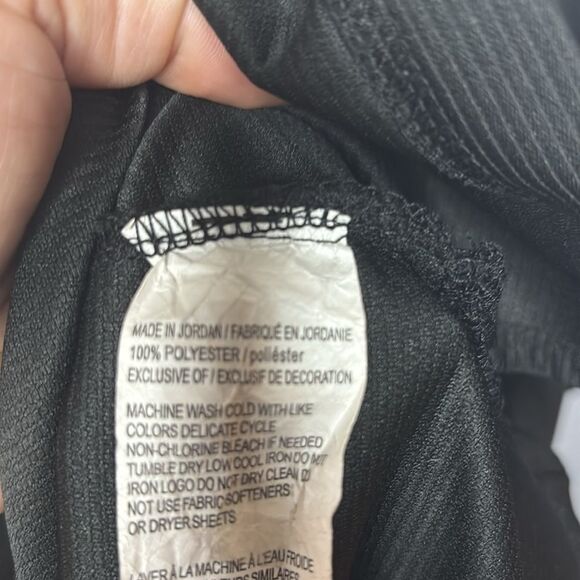 MADE IN JORDAN / FABRIQUÉ EN JORDANIE
100% POLYESTER / poliéster
EXCLUSIVE OF / EXCLUSIF DE DECORATION
MACHINE WASH COLD WITH LIKE
COLORS DELICATE CYCLE
NON-CHLORINE BLEACH IF NEEDED
TUMBLE DRY LOW COOL IRON DO NOT
IRON LOGO DO NOT DRY CLEAN DO
NOT USE FABRIC SOFTENERS
OR DRYER SHEETS
LAVER À LA MACHINE À L'EAU FROIDE
SIMILAIRES